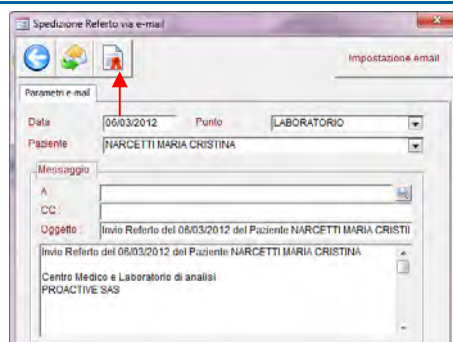 Spedizione Referto via e-mail
Impostazione email
Parametri e-mail
Data 06/03/2012 Punto LABORATORIO
Paziente NARCETTI MARIA CRISTINA
Messaggio
A
CC :
Oggetto : Invio Referto del 06/03/2012 del Paziente NARCETTI MARIA CRISTII
Invio Referto del 06/03/2012 del Paziente NARCETTI MARIA CRISTINA
Centro Medico e Laboratorio di analisi
PROACTIVE SAS